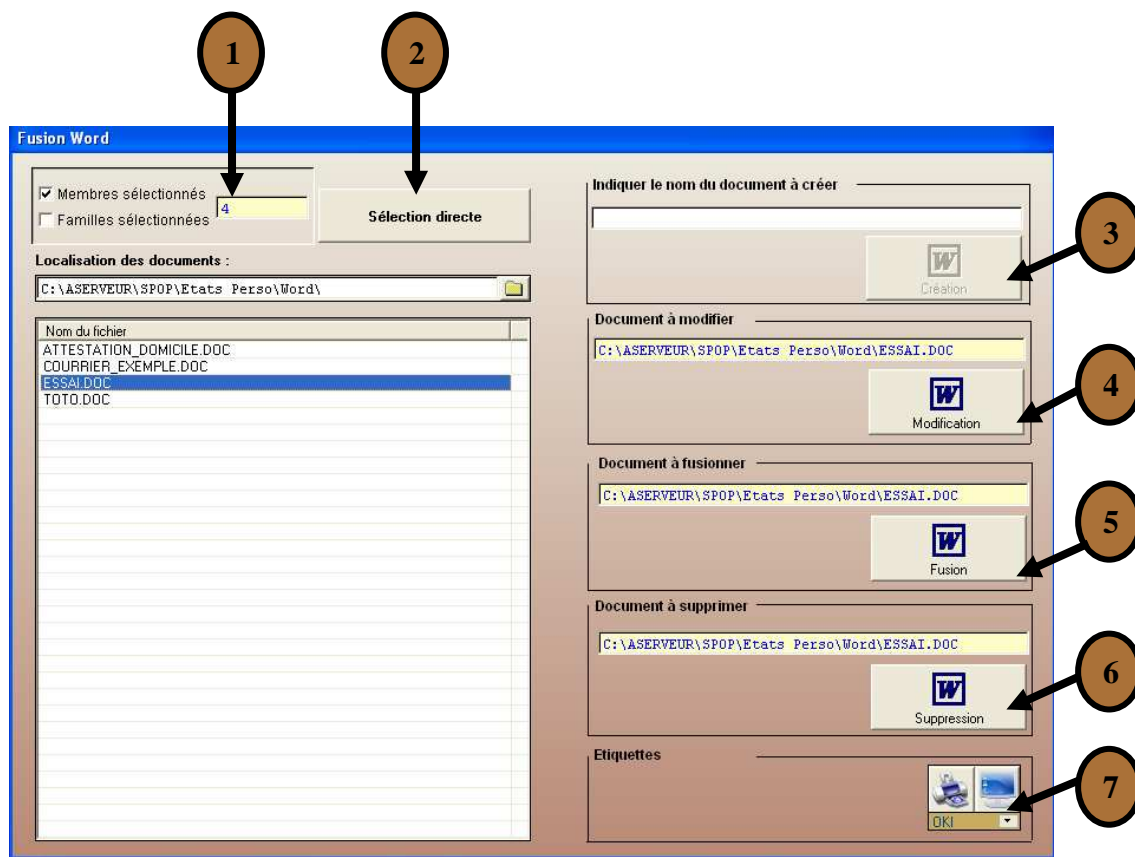 1
2
Fusion Word
Membres sélectionnés
Familles sélectionnées
4
Sélection directe
Localisation des documents :
C:\ASERVEUR\SPOP\Etats Perso\Word\
Nom du fichier
ATTESTATION_DOMICILE.DOC
COURRIER_EXEMPLE.DOC
ESSAI.DOC
TOTO.DOC
Indiquer le nom du document à créer
W
Création
3
Document à modifier
C:\ASERVEUR\SPOP\Etats Perso\Word\ESSAI.DOC
W
Modification
4
Document à fusionner
C:\ASERVEUR\SPOP\Etats Perso\Word\ESSAI.DOC
W
Fusion
5
Document à supprimer
C:\ASERVEUR\SPOP\Etats Perso\Word\ESSAI.DOC
W
Suppression
6
Etiquettes
OKI
7